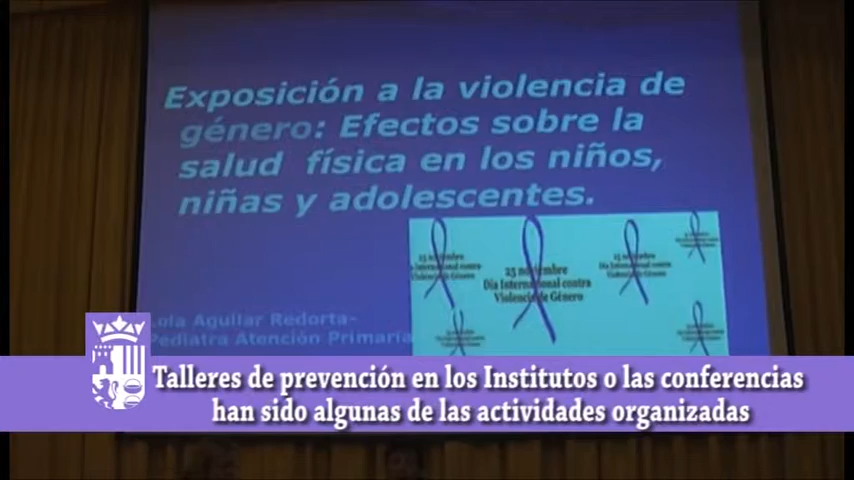 Exposición a la violencia de
género: Efectos sobre la
salud física en los niños,
niñas y adolescentes.
25 noviembre
Día Internacional contra
Violencia de Género
Lola Aguilar Redorta-
Pediatra Atención Primaria
Talleres de prevención en los Institutos o las conferencias
han sido algunas de las actividades organizadas